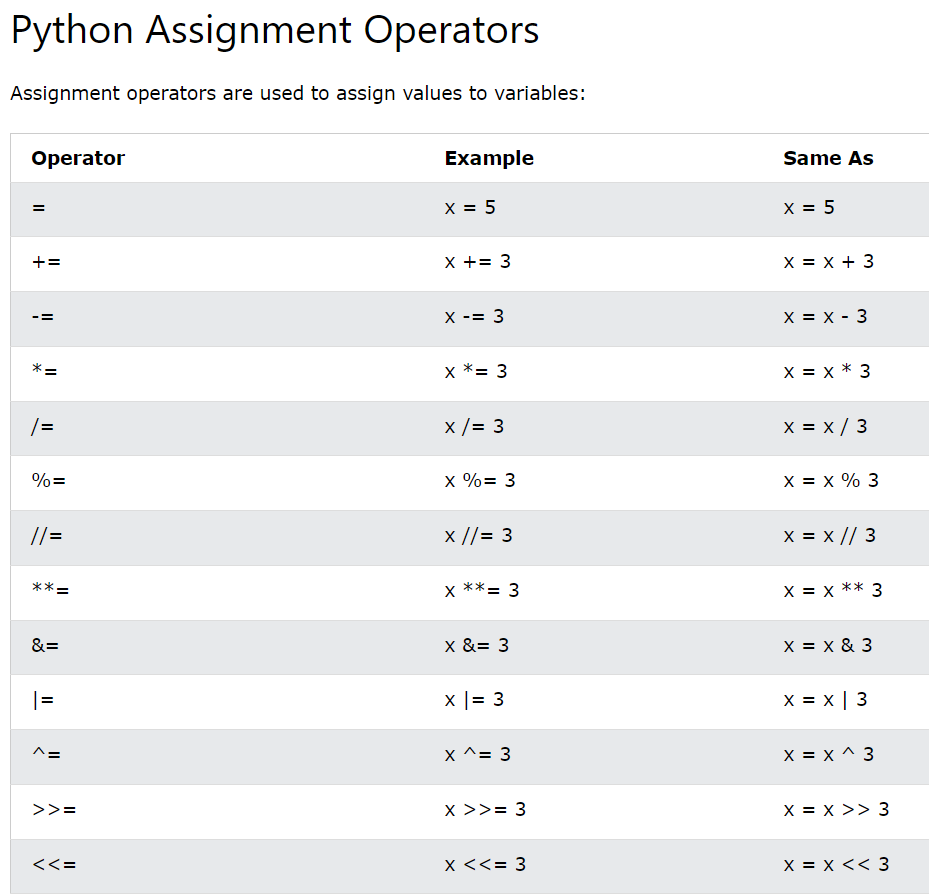 Python Assignment Operators
Assignment operators are used to assign values to variables:
Operator Example Same As
= x = 5 x = 5
+= x += 3 x = x + 3
-= x -= 3 x = x - 3
*= x *= 3 x = x * 3
/= x /= 3 x = x / 3
%= x %= 3 x = x % 3
//= x //= 3 x = x // 3
**= x **= 3 x = x ** 3
&= x &= 3 x = x & 3
|= x |= 3 x = x | 3
^= x ^= 3 x = x ^ 3
>>= x >>= 3 x = x >> 3
<<= x <<= 3 x = x << 3